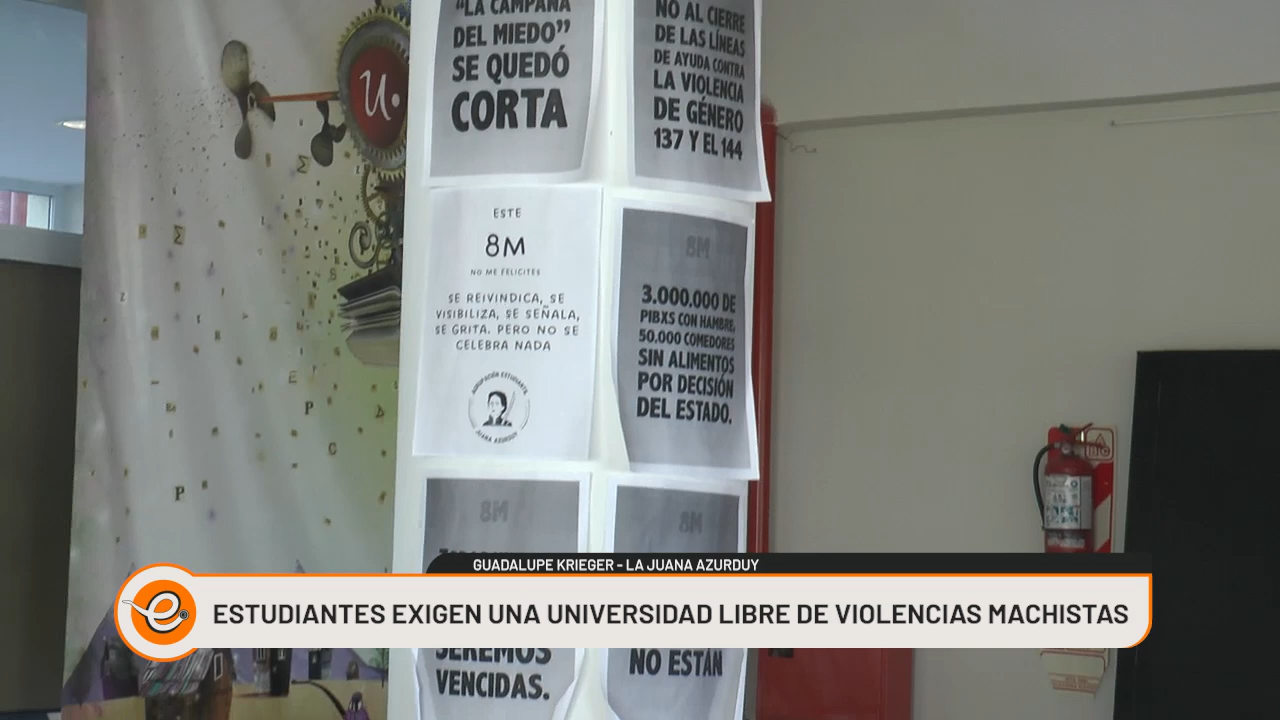 "LA CAMPAÑA
DEL MIEDO"
SE QUEDÓ
CORTA
NO AL CIERRE
DE LAS LÍNEAS
DE AYUDA CONTRA
LA VIOLENCIA
DE GÉNERO
137 Y EL 144
U.
ESTE
8M
NO ME FELICITES
SE REIVINDICA, SE
VISIBILIZA, SE SEÑALA,
SE GRITA. PERO NO SE
CELEBRA NADA
AGRUPACIÓN ESTUDIANTIL
JUANA AZURDUY
8M
3.000.000 DE
PIBXS CON HAMBRE,
50.000 COMEDORES
SIN ALIMENTOS
POR DECISIÓN
DEL ESTADO.
8M
8M
SEREMOS
VENCIDAS.
NO ESTÁN
GUADALUPE KRIEGER - LA JUANA AZURDUY
e
ESTUDIANTES EXIGEN UNA UNIVERSIDAD LIBRE DE VIOLENCIAS MACHISTAS